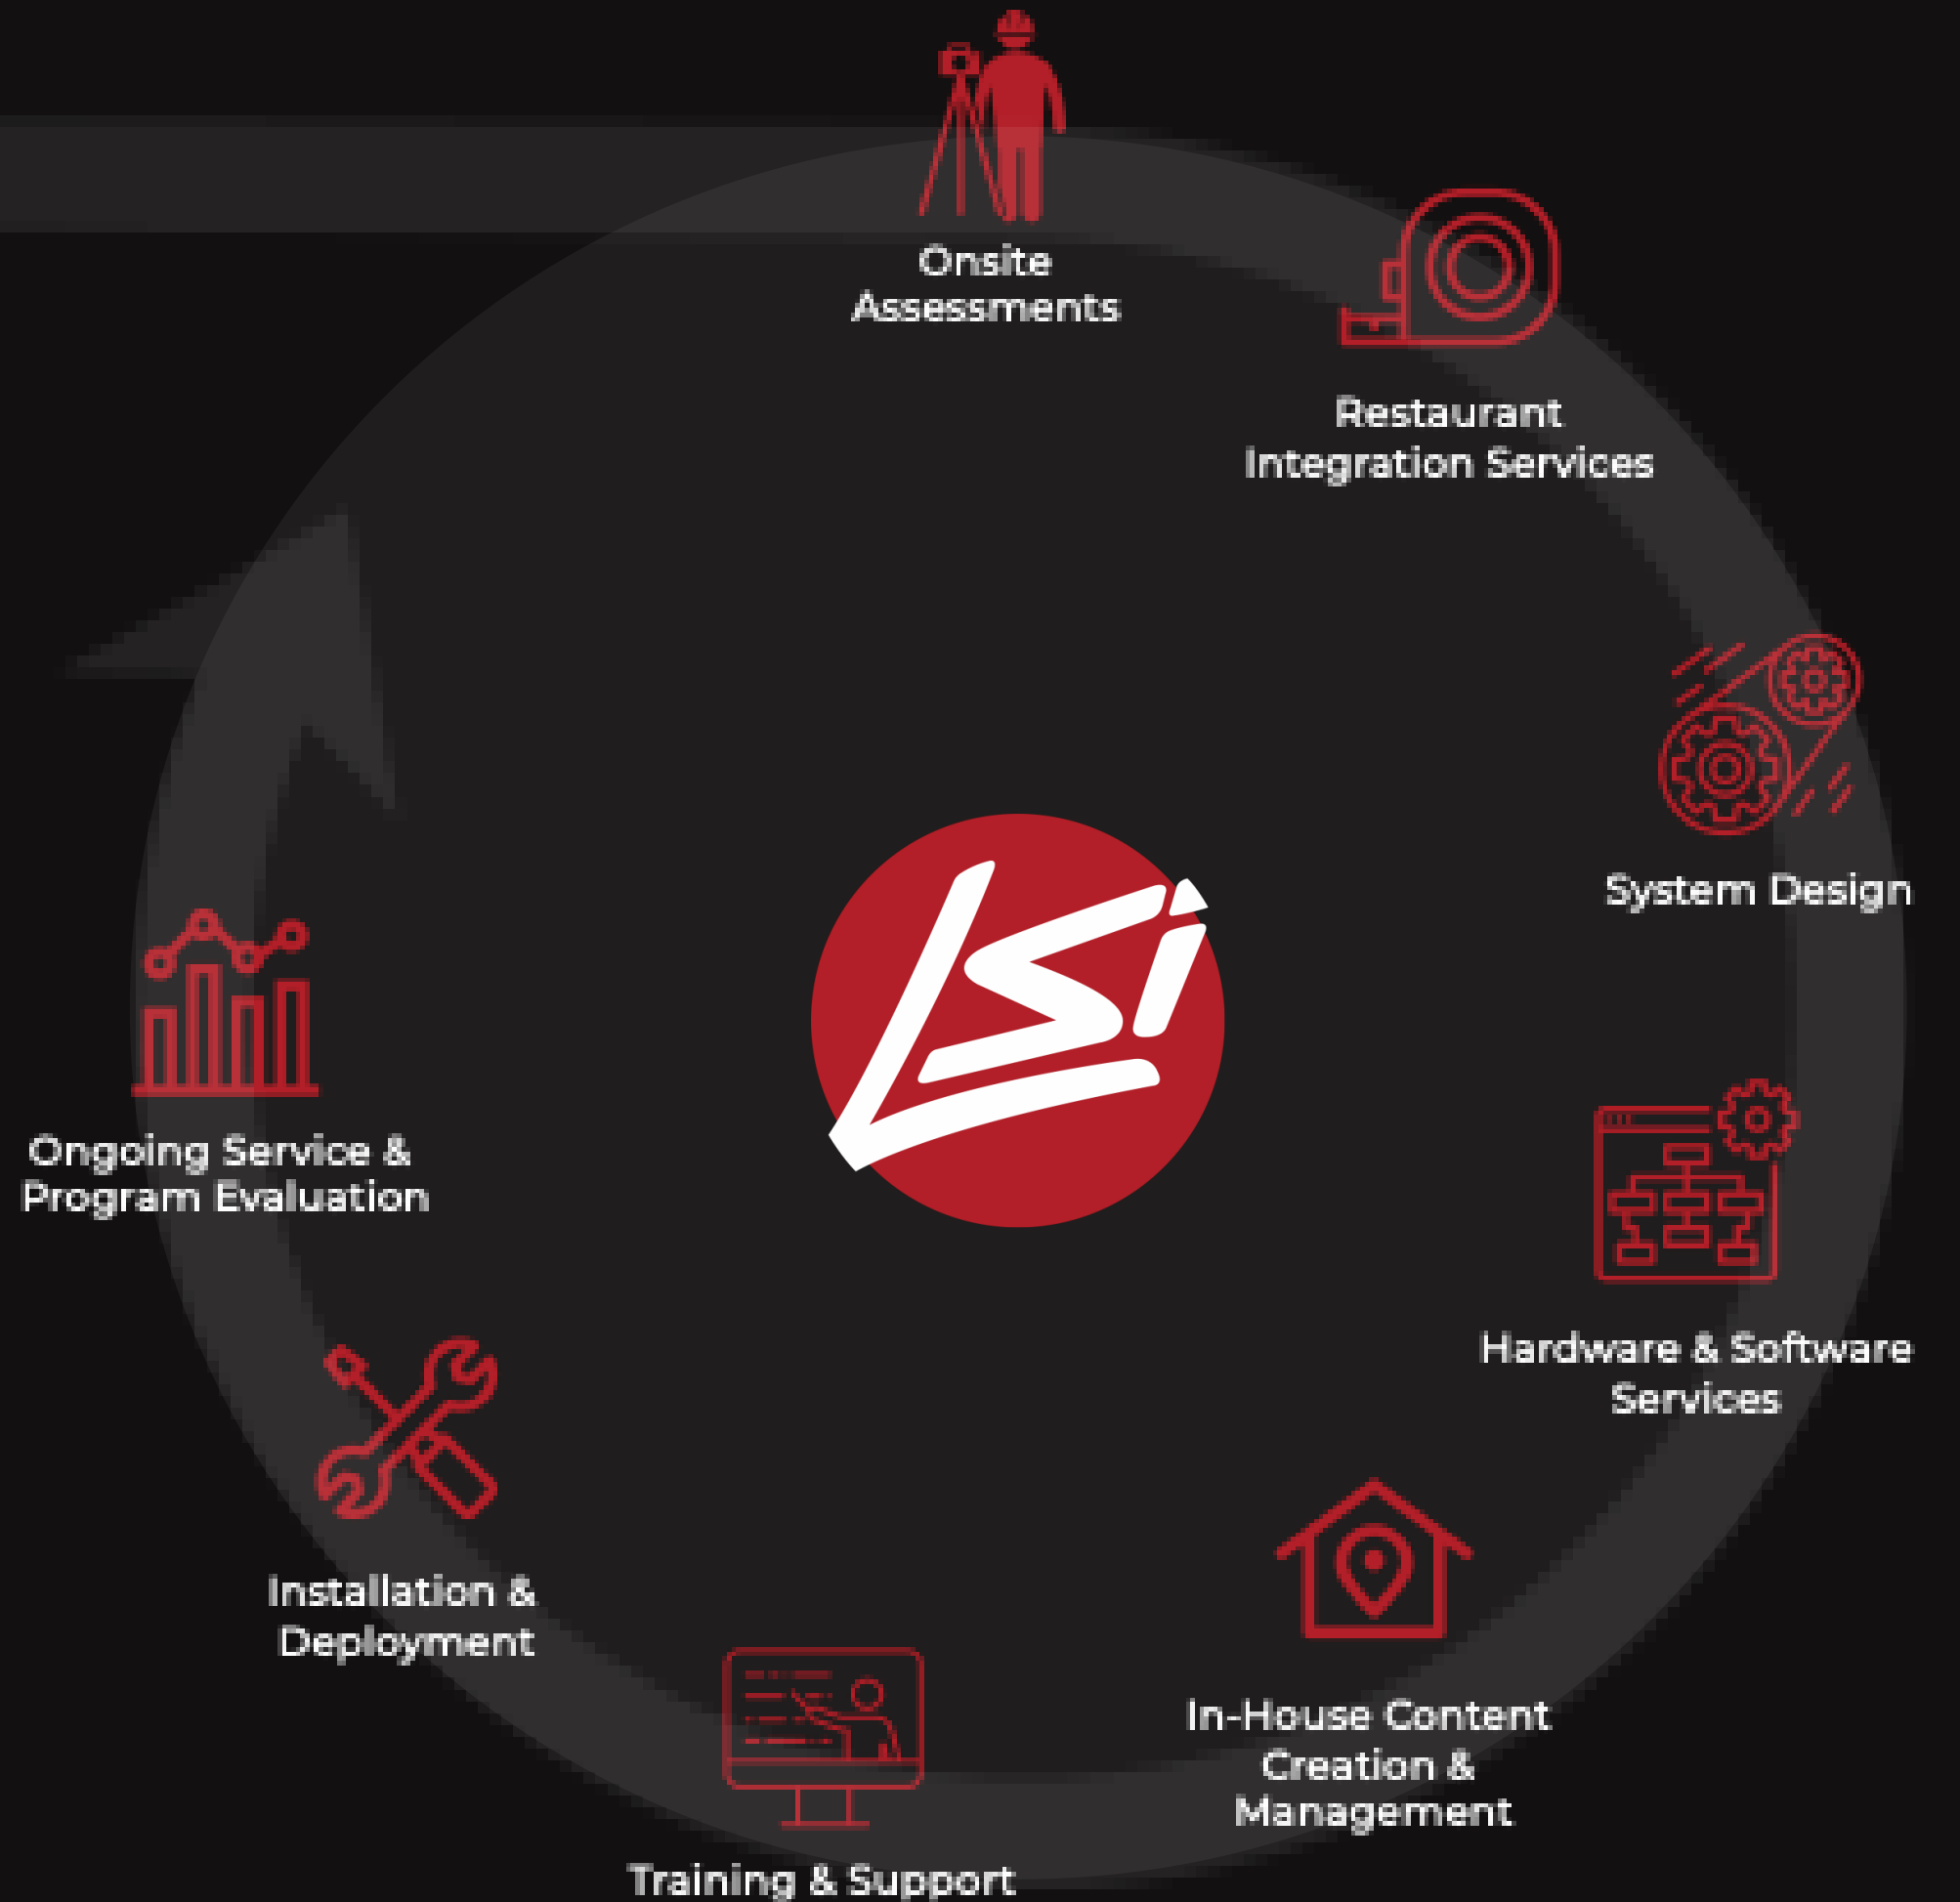 Onsite
Assessments
Restaurant
Integration Services
System Design
Hardware & Software
Services
In-House Content
Creation &
Management
Training & Support
Installation &
Deployment
Ongoing Service &
Program Evaluation
LSi